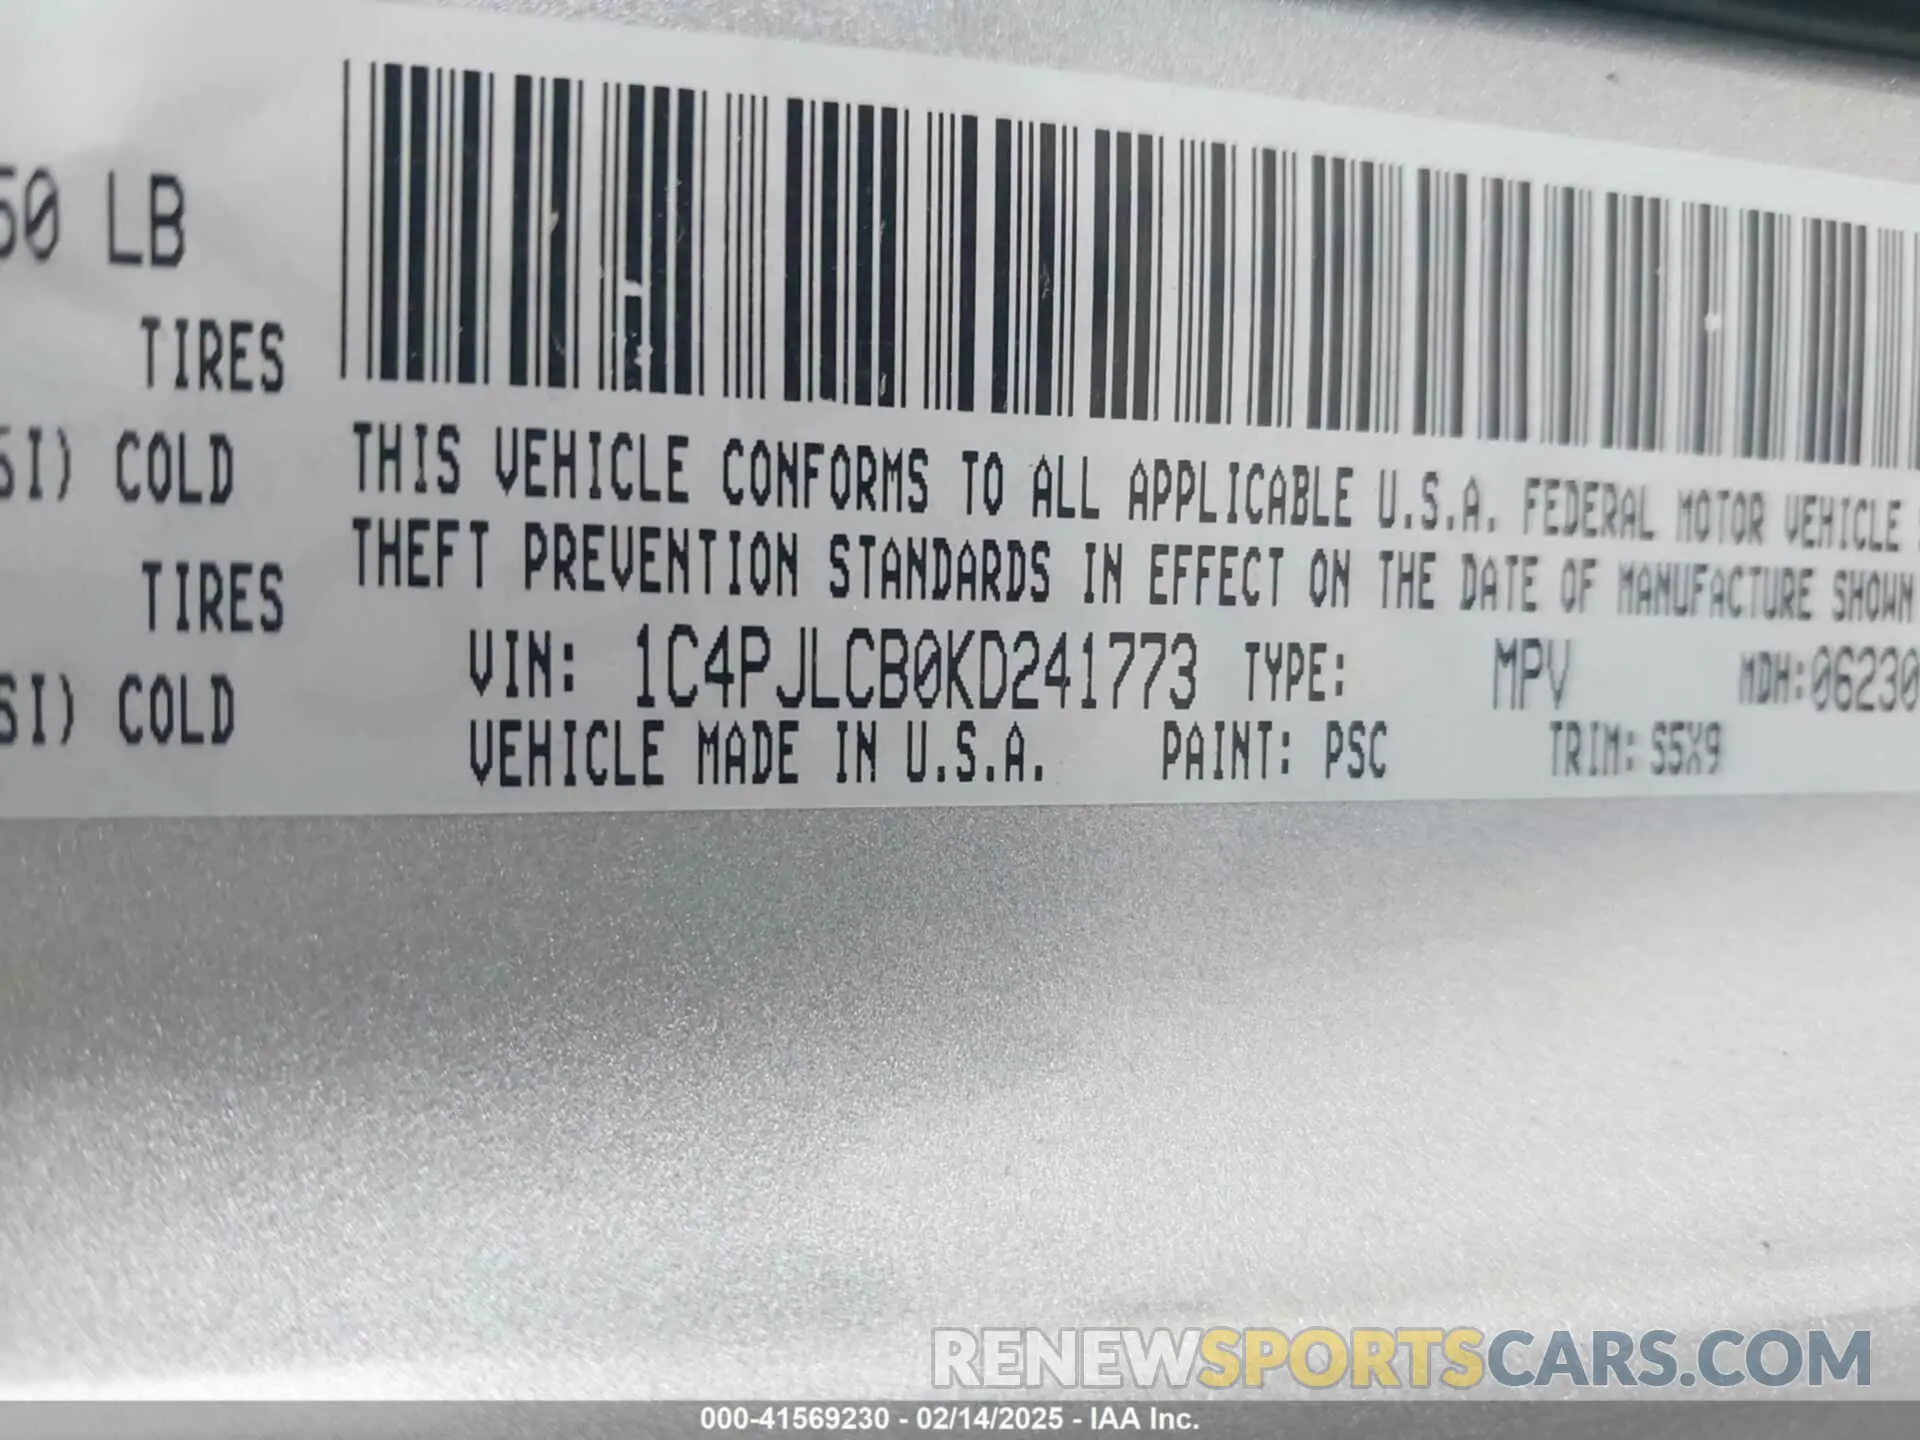 50 LB
TIRES
SI) COLD
TIRES
SI) COLD
THIS VEHICLE CONFORMS TO ALL APPLICABLE U.S.A. FEDERAL MOTOR VEHICLE
THEFT PREVENTION STANDARDS IN EFFECT ON THE DATE OF MANUFACTURE SHOWN
VIN: 1C4PJLCB0KD241773 TYPE: MPV MDH:06230
VEHICLE MADE IN U.S.A. PAINT: PSC TRIM: S5X9
RENEWSPORTSCARS.COM
000-41569230 - 02/14/2025 - IAA Inc.